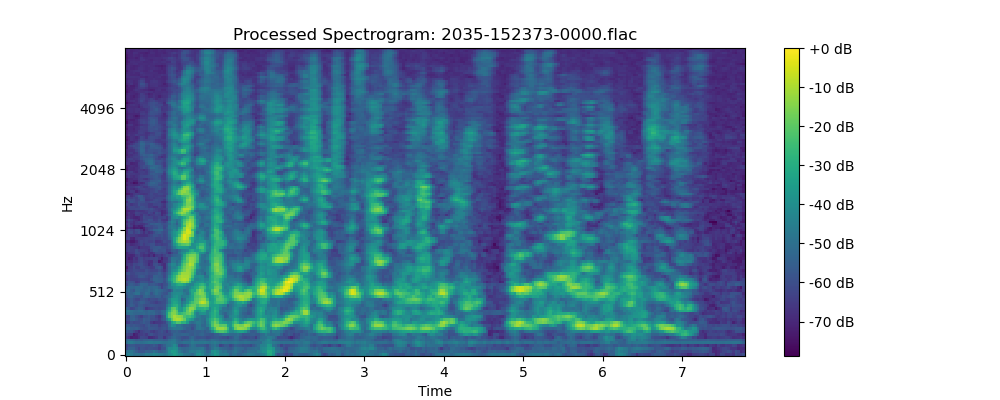 Processed Spectrogram: 2035-152373-0000.flac
Hz
4096
2048
1024
512
0
0 1 2 3 4 5 6 7
Time
+0 dB
-10 dB
-20 dB
-30 dB
-40 dB
-50 dB
-60 dB
-70 dB